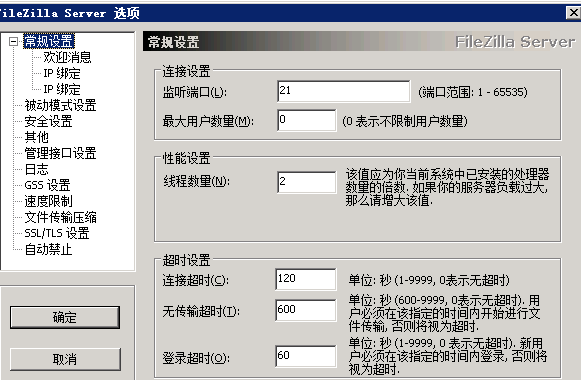 FileZilla Server 选项
常规设置
欢迎消息
IP 绑定
IP 绑定
被动模式设置
安全设置
其他
管理接口设置
日志
GSS 设置
速度限制
文件传输压缩
SSL/TLS 设置
自动禁止
确定
取消
常规设置
FileZilla Server
连接设置
监听端口(L): 21 (端口范围: 1 - 65535)
最大用户数量(M): 0 (0 表示不限制用户数量)
性能设置
线程数量(N): 2
该值应为你当前系统中已安装的处理器
数量的倍数. 如果你的服务器负载过大,
那么请增大该值.
超时设置
连接超时(C): 120 单位: 秒 (1-9999, 0表示无超时)
无传输超时(T): 600
单位: 秒 (600-9999, 0表示无超时). 用
户必须在该指定的时间内开始进行文
件传输, 否则将视为超时.
登录超时(O): 60
单位: 秒 (1-9999, 0 表示无超时). 新用
户必须在该指定的时间内登录, 否则将
视为超时.